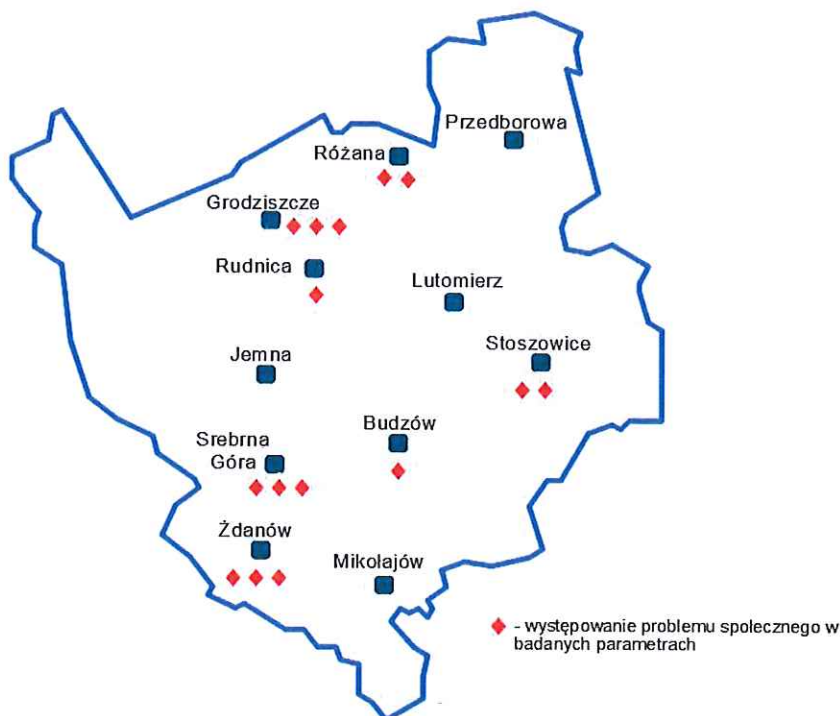 Przedborowa
Różana
Grodziszcze
Rudnica
Lutomierz
Stoszowice
Jemna
Budzów
Srebrna
Góra
Żdanów
Mikołajów
- występowanie problemu społecznego w
badanych parametrach